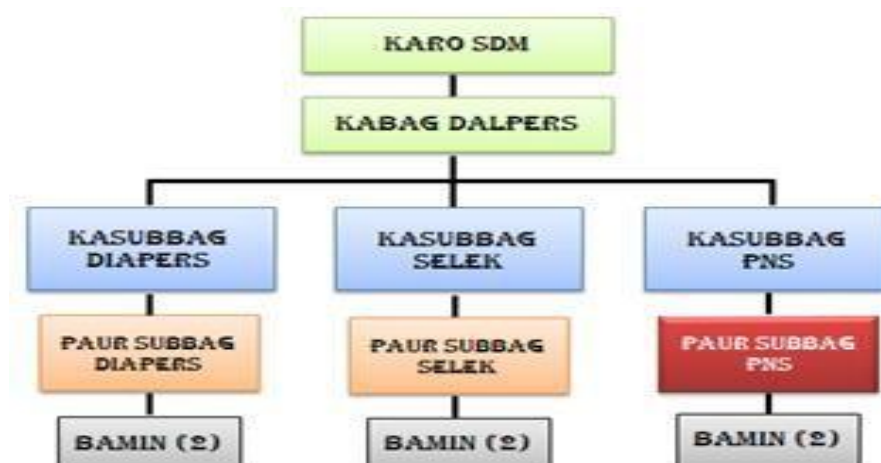 KARO SDM
KABAG DALPERS
KASUBBAG
DIAPERS
KASUBBAG
SELEK
KASUBBAG
PNS
PAUR SUBBAG
DIAPERS
PAUR SUBBAG
SELEK
PAUR SUBBAG
PNS
BAMIN (2)
BAMIN (2)
BAMIN (2)